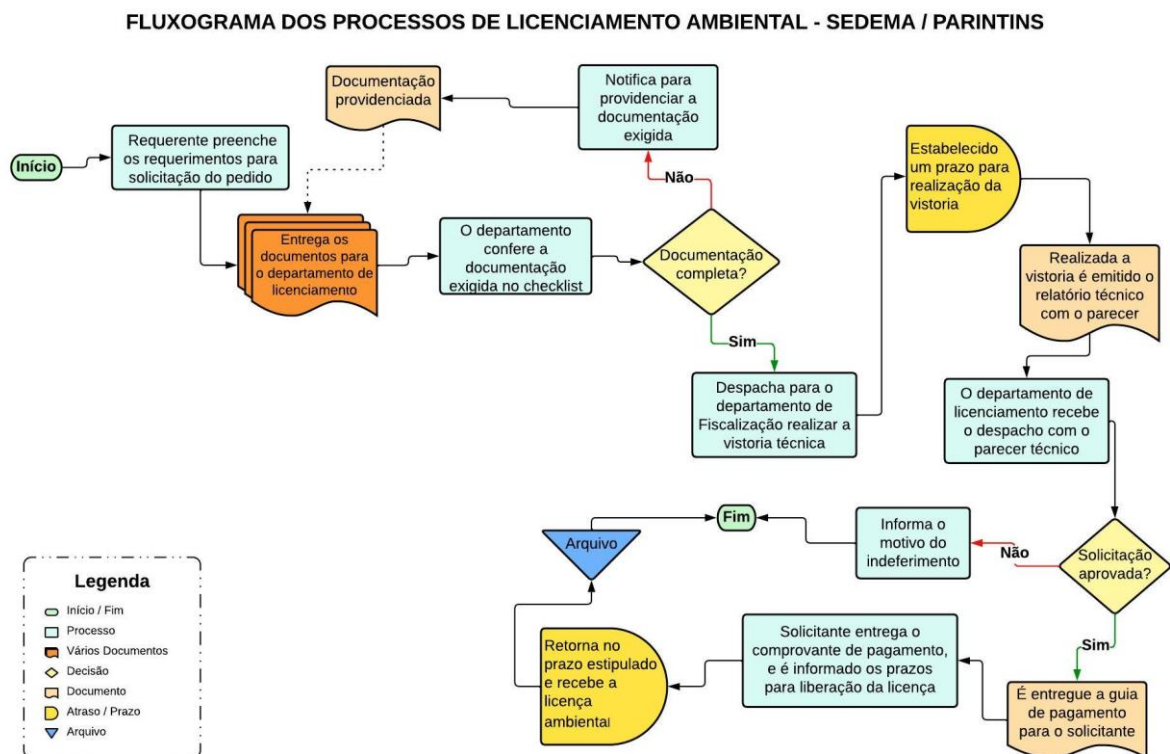 FLUXOGRAMA DOS PROCESSOS DE LICENCIAMENTO AMBIENTAL - SEDEMA / PARINTINS
Início
Requerente preenche
os requerimentos para
solicitação do pedido
Entrega os
documentos para
o departamento de
licenciamento
O departamento
confere a
documentação
exigida no checklist
Documentação
completa?
Não
Notifica para
providenciar a
documentação
exigida
Documentação
providenciada
Sim
Despacha para o
departamento de
Fiscalização realizar a
vistoria técnica
Estabelecido
um prazo para
realização da
vistoria
Realizada a
vistoria é emitido o
relatório técnico
com o parecer
O departamento de
licenciamento recebe
o despacho com o
parecer técnico
Solicitação
aprovada?
Não
Informa o
motivo do
indeferimento
Fim
Sim
É entregue a guia
de pagamento
para o solicitante
Solicitante entrega o
comprovante de pagamento,
e é informado os prazos
para liberação da licença
Retorna no
prazo estipulado
e recebe a
licença
ambiental
Arquivo
Legenda
Início / Fim
Processo
Vários Documentos
Decisão
Documento
Atraso / Prazo
Arquivo